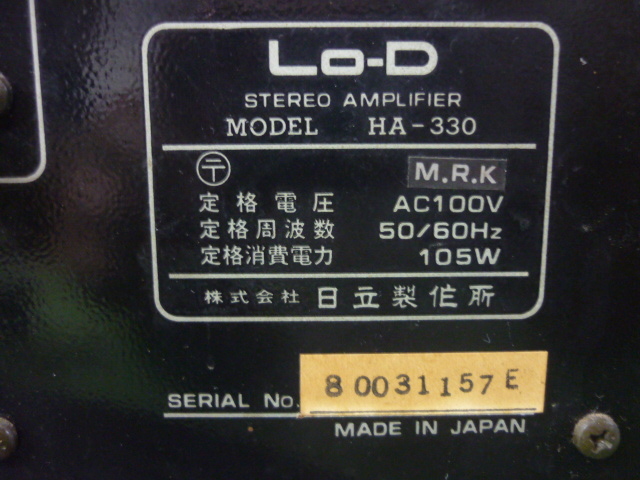 Lo-D
STEREO AMPLIFIER
MODEL HA-330
〒 M.R.K
定格電圧 AC100V
定格周波数 50/60Hz
定格消費電力 105W
株式会社 日立製作所
SERIAL No. 80031157E
MADE IN JAPAN